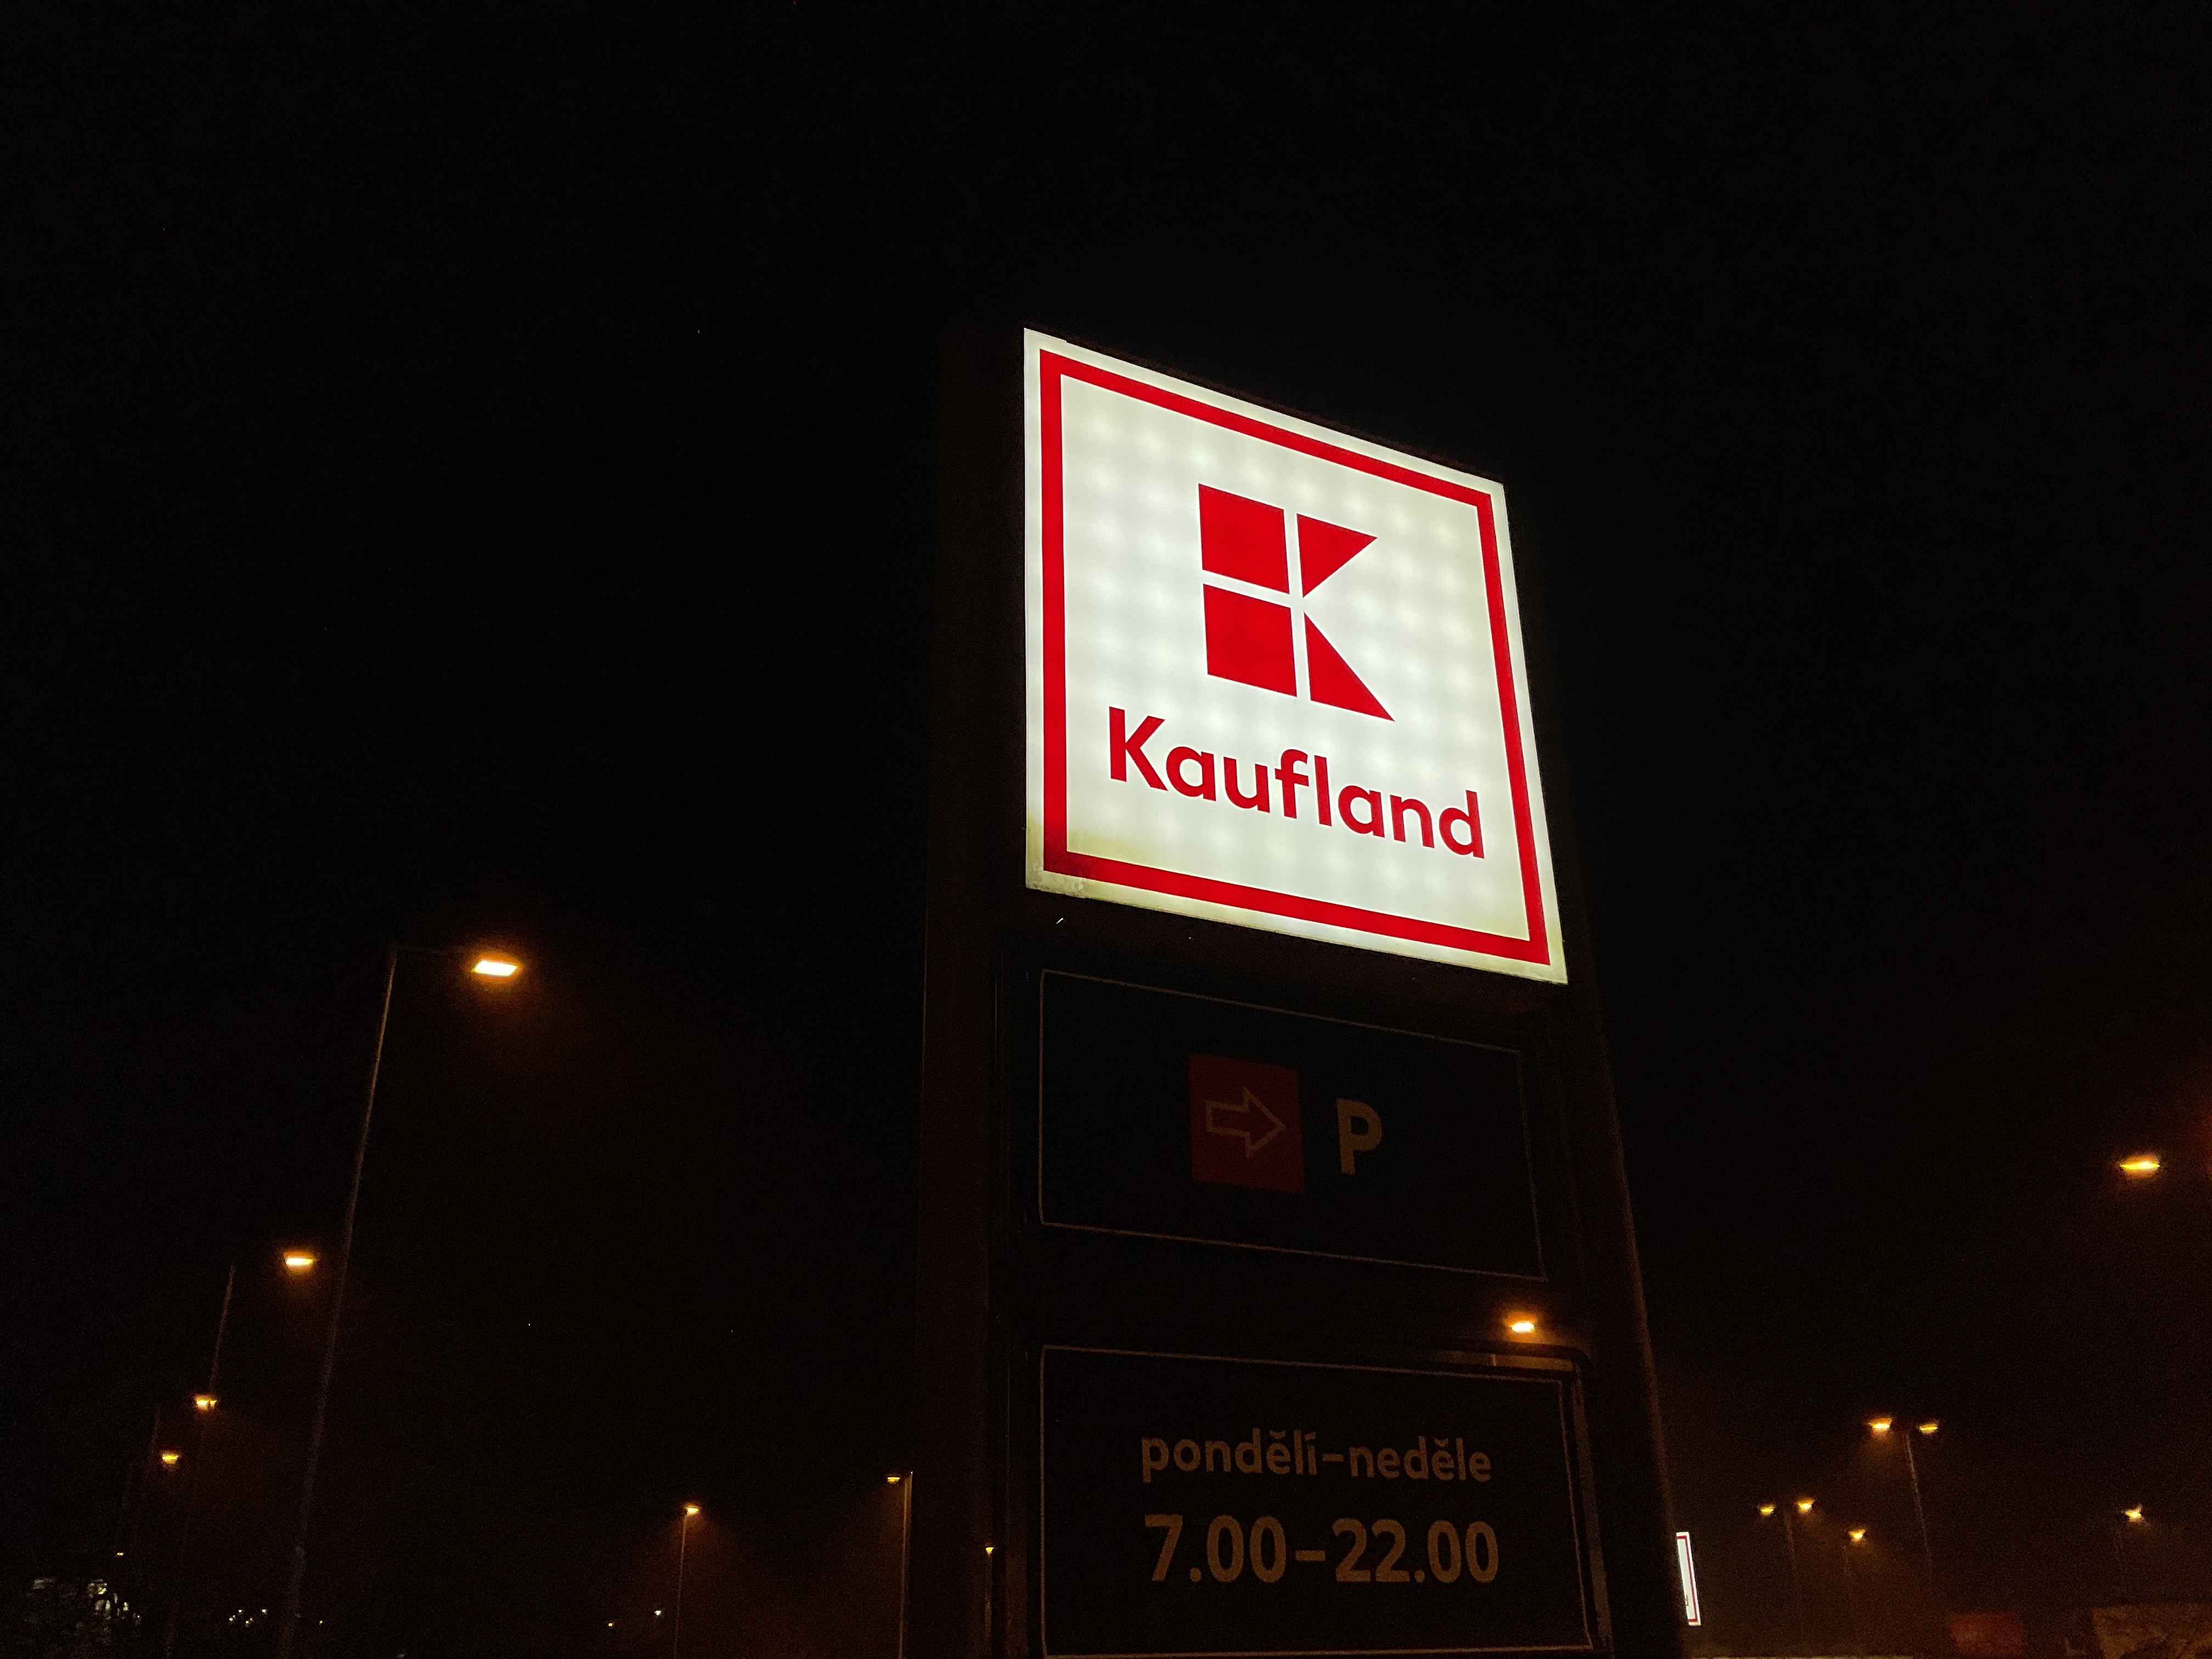 Kaufland
P
pondělí–neděle
7.00–22.00